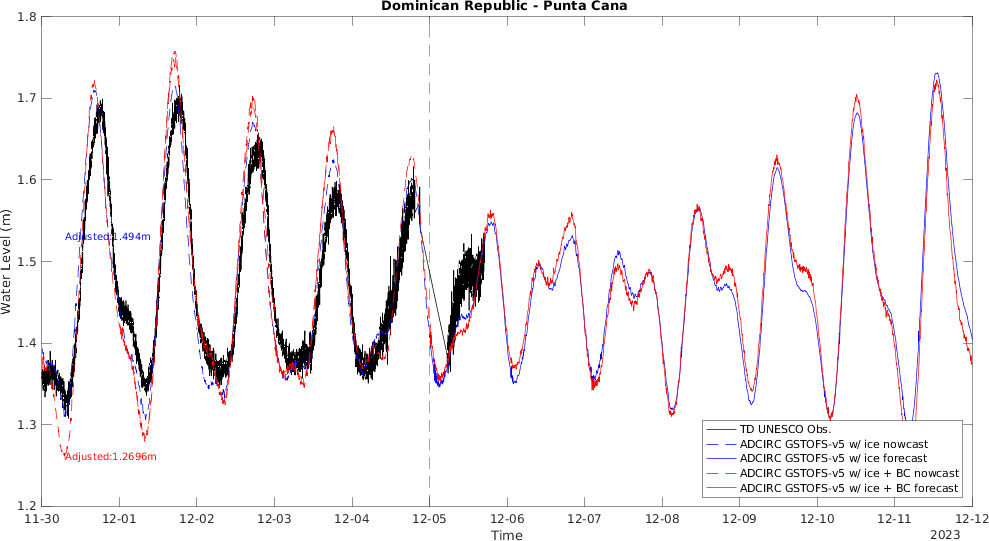 Dominican Republic - Punta Cana
Water Level (m)
1.8
1.7
1.6
1.5
1.4
1.3
1.2
Adjusted:1.494m
Adjusted:1.2696m
TD UNESCO Obs.
ADCIRC GSTOFS-v5 w/ ice nowcast
ADCIRC GSTOFS-v5 w/ ice forecast
ADCIRC GSTOFS-v5 w/ ice + BC nowcast
ADCIRC GSTOFS-v5 w/ ice + BC forecast
11-30 12-01 12-02 12-03 12-04 12-05 12-06 12-07 12-08 12-09 12-10 12-11 12-12
Time
2023